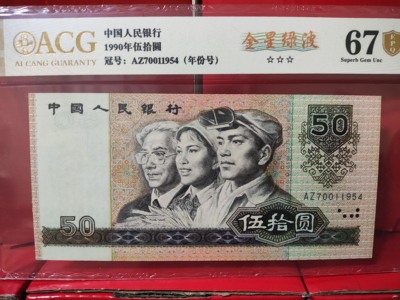 ACG
AI CANG GUARANTY
中国人民银行
1990年伍拾圆
冠号：AZ70011954（年份号）
金星绿波
☆☆☆
67
Superb Gem Unc
EPQ
中国人民银行
50
AZ70011954
50
伍拾圆